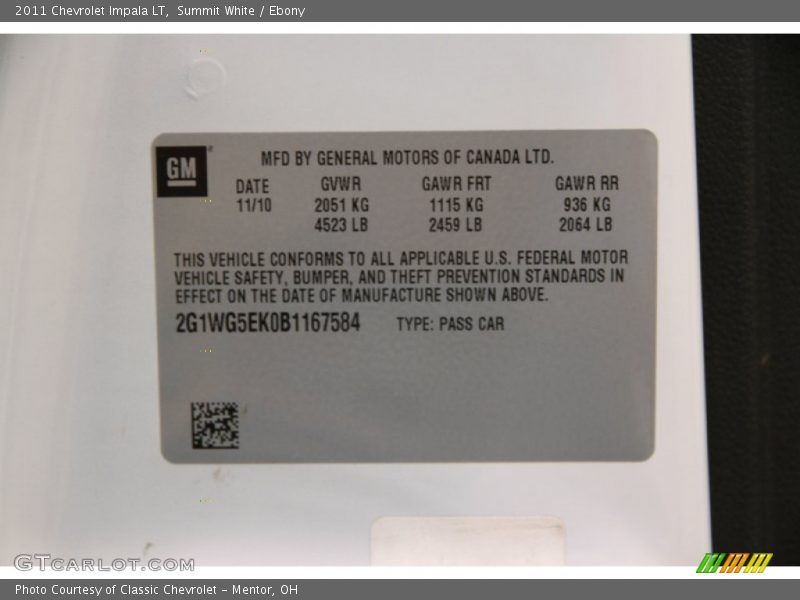 2011 Chevrolet Impala LT, Summit White / Ebony
GM
MFD BY GENERAL MOTORS OF CANADA LTD.
DATE GVWR GAWR FRT GAWR RR
11/10 2051 KG 1115 KG 936 KG
4523 LB 2459 LB 2064 LB
THIS VEHICLE CONFORMS TO ALL APPLICABLE U.S. FEDERAL MOTOR
VEHICLE SAFETY, BUMPER, AND THEFT PREVENTION STANDARDS IN
EFFECT ON THE DATE OF MANUFACTURE SHOWN ABOVE.
2G1WG5EK0B1167584 TYPE: PASS CAR
GTCARLOT.COM
Photo Courtesy of Classic Chevrolet - Mentor, OH